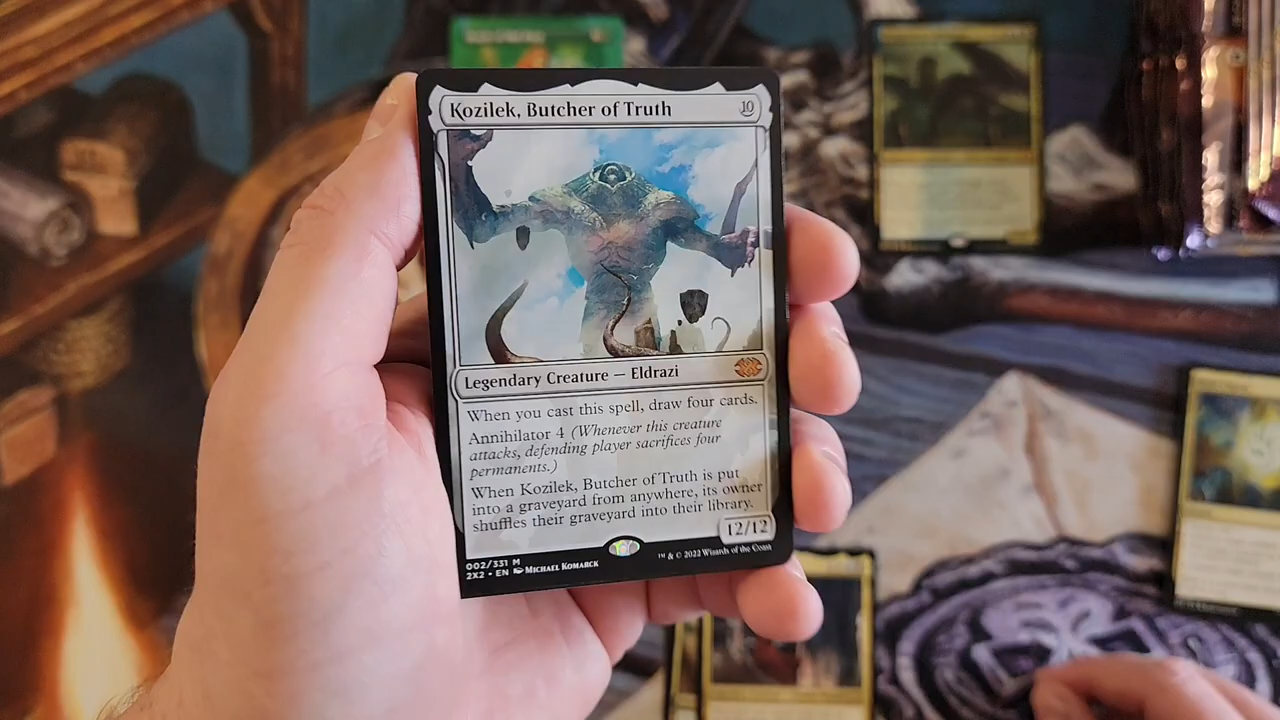 Kozilek, Butcher of Truth 10
Legendary Creature — Eldrazi
When you cast this spell, draw four cards.
Annihilator 4 (Whenever this creature
attacks, defending player sacrifices four
permanents.)
When Kozilek, Butcher of Truth is put
into a graveyard from anywhere, its owner
shuffles their graveyard into their library.
12/12
002/331 M
2X2 • EN MICHAEL KOMARCK
™ & © 2022 Wizards of the Coast